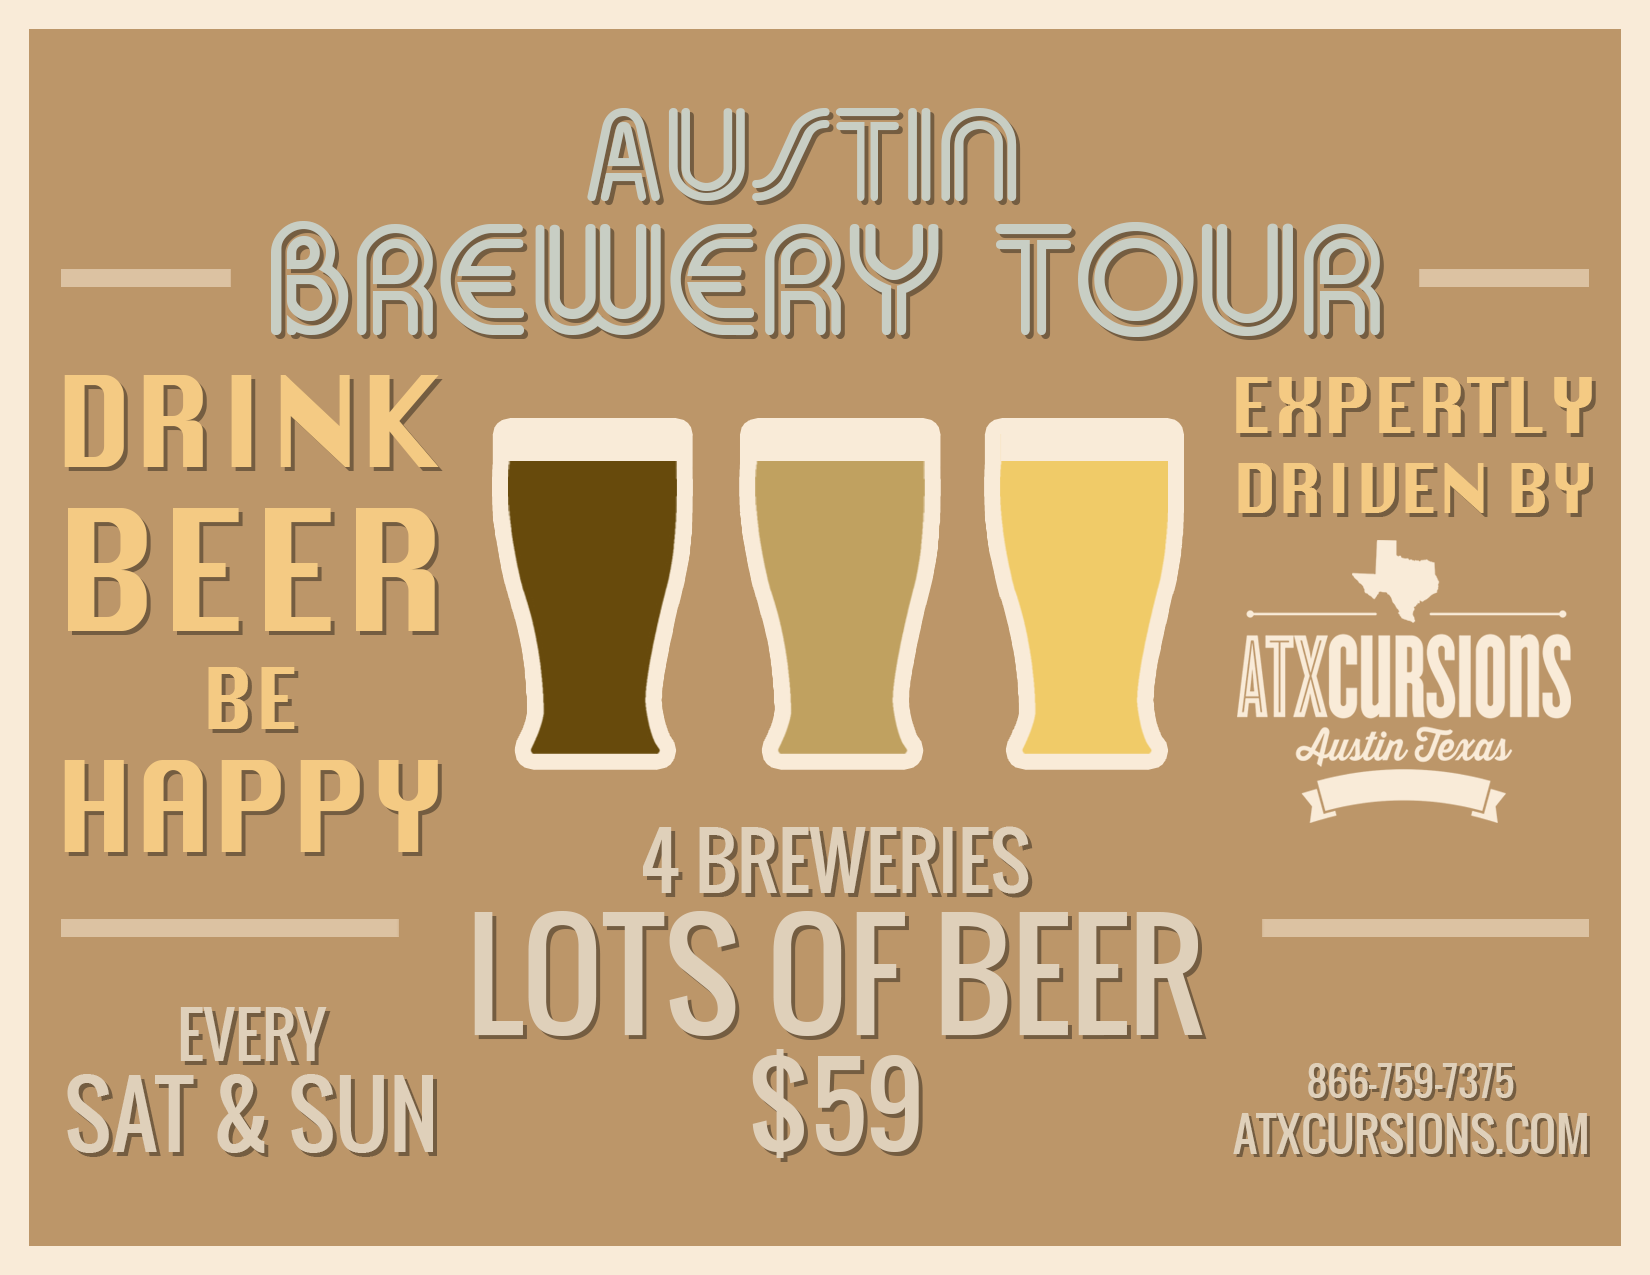 AUSTIN
BREWERY TOUR
DRINK
BEER
BE
HAPPY
EXPERTLY
DRIVEN BY
ATXCURSIONS
Austin Texas
4 BREWERIES
LOTS OF BEER
$59
EVERY
SAT & SUN
866-759-7375
ATXCURSIONS.COM